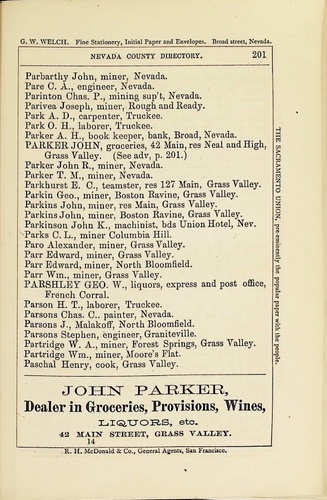 G. W. WELCH. Fine Stationery, Initial Paper and Envelopes. Broad street, Nevada.
NEVADA COUNTY DIRECTORY. 201
Parbarthy John, miner, Nevada.
Pare C. A., engineer, Nevada.
Parinton Chas. P., mining sup't, Nevada.
Parivea Joseph, miner, Rough and Ready.
Park A. D., carpenter, Truckee.
Park O. H., laborer, Truckee.
Parker A. H., book keeper, bank, Broad, Nevada.
PARKER JOHN, groceries, 42 Main, res Neal and High,
Grass Valley. (See adv, p. 201.)
Parker John R., miner, Nevada.
Parker T. M., miner, Nevada.
Parkhurst E. C., teamster, res 127 Main, Grass Valley.
Parkin Geo., miner, Boston Ravine, Grass Valley.
Parkins John, miner, res Main, Grass Valley.
Parkins John, miner, Boston Ravine, Grass Valley.
Parkinson John K., machinist, bds Union Hotel, Nev.
Parks C. L., miner Columbia Hill.
Paro Alexander, miner, Grass Valley.
Parr Edward, miner, Grass Valley.
Parr Edward, miner, North Bloomfield.
Parr Wm., miner, Grass Valley.
PARSHLEY GEO. W., liquors, express and post office,
French Corral.
Parson H. T., laborer, Truckee.
Parsons Chas. C., painter, Nevada.
Parsons J., Malakoff, North Bloomfield.
Parsons Stephen, engineer, Graniteville.
Partridge W. A., miner, Forest Springs, Grass Valley.
Partridge Wm., miner, Moore's Flat.
Paschal Henry, cook, Grass Valley.
THE SACRAMENTO UNION, pre-eminently the popular paper with the people.
JOHN PARKER,
Dealer in Groceries, Provisions, Wines,
LIQUORS, etc.
42 MAIN STREET, GRASS VALLEY.
14
R. H. McDonald & Co., General Agents, San Francisco.